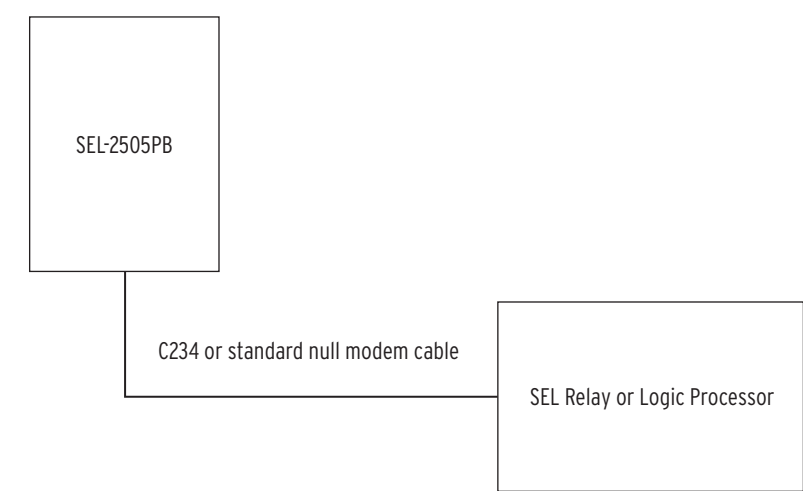 SEL-2505PB
C234 or standard null modem cable
SEL Relay or Logic Processor